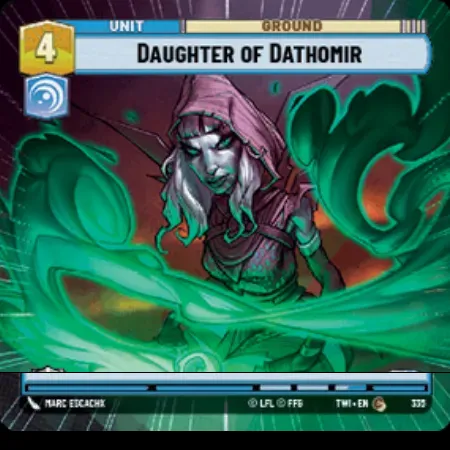 UNIT
GROUND
4
DAUGHTER OF DATHOMIR
MARC ESCACHX
© LFL © FFG TWI • EN 335